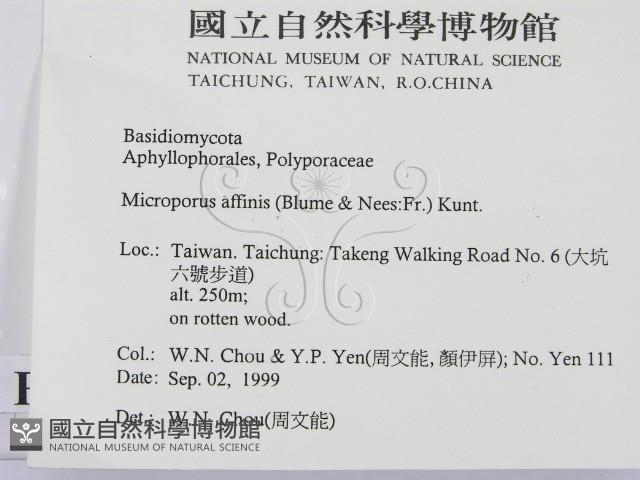 國立自然科學博物館
NATIONAL MUSEUM OF NATURAL SCIENCE
TAICHUNG, TAIWAN, R.O.CHINA
Basidiomycota
Aphyllophorales, Polyporaceae
Microporus affinis (Blume & Nees:Fr.) Kunt.
Loc.: Taiwan. Taichung: Takeng Walking Road No. 6 (大坑
六號步道)
alt. 250m;
on rotten wood.
Col.: W.N. Chou & Y.P. Yen(周文能, 顏伊屏); No. Yen 111
Date: Sep. 02, 1999
Det.: W.N. Chou(周文能)
國立自然科學博物館
NATIONAL MUSEUM OF NATURAL SCIENCE